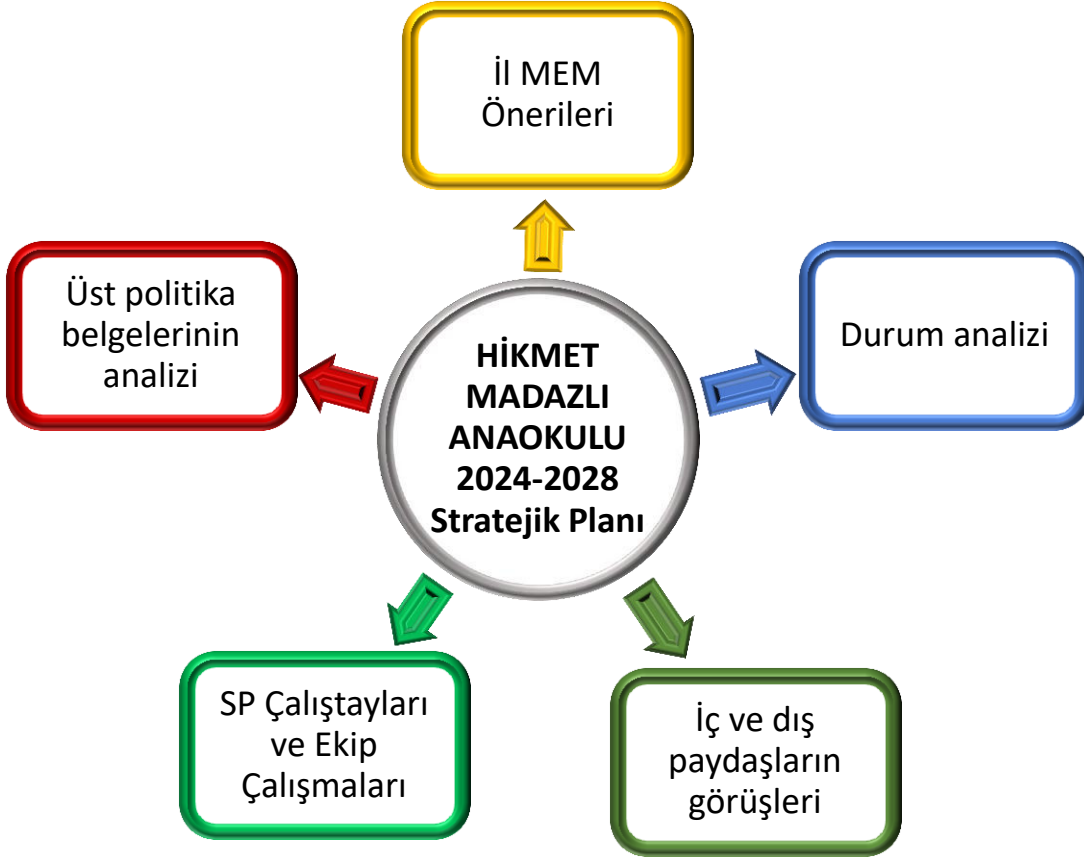 İl MEM
Önerileri
Üst politika
belgelerinin
analizi
Durum analizi
HİKMET
MADAZLI
ANAOKULU
2024-2028
Stratejik Planı
SP Çalıştayları
ve Ekip
Çalışmaları
İç ve dış
paydaşların
görüşleri